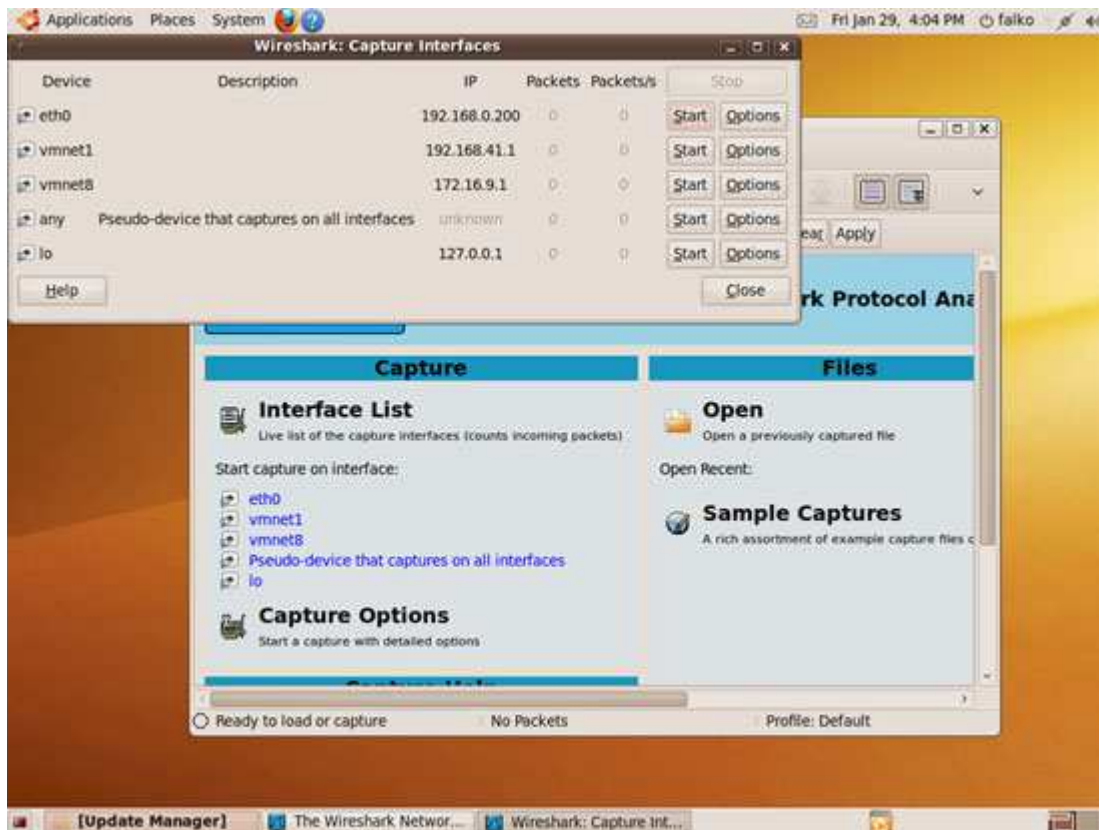 Applications Places System Fri Jan 29, 4:04 PM falko
Wireshark: Capture Interfaces
Device Description IP Packets Packets/s Stop
eth0 192.168.0.200 0 0 Start Options
vmnet1 192.168.41.1 0 0 Start Options
vmnet8 172.16.9.1 0 0 Start Options
any Pseudo-device that captures on all interfaces unknown 0 0 Start Options
lo 127.0.0.1 0 0 Start Options
Help Close
ear Apply
rk Protocol Ana
Capture Files
Interface List
Live list of the capture interfaces (counts incoming packets)
Start capture on interface:
eth0
vmnet1
vmnet8
Pseudo-device that captures on all interfaces
lo
Capture Options
Start a capture with detailed options
Open
Open a previously captured file
Open Recent:
Sample Captures
A rich assortment of example capture files
Ready to load or capture No Packets Profile: Default
[Update Manager] The Wireshark Networ... Wireshark: Capture Int...